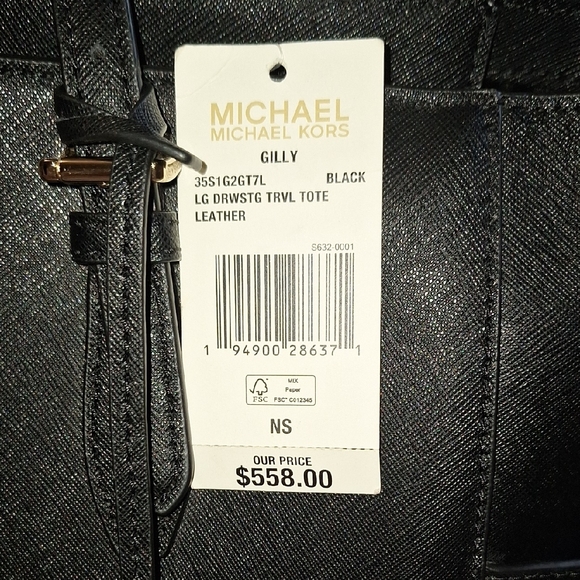 MICHAEL
MICHAEL KORS
GILLY
35S1G2GT7L BLACK
LG DRWSTG TRVL TOTE
LEATHER
S632-0001
1 94900 28637 1
FSC
MIX
Paper
FSC® C012345
NS
OUR PRICE
$558.00